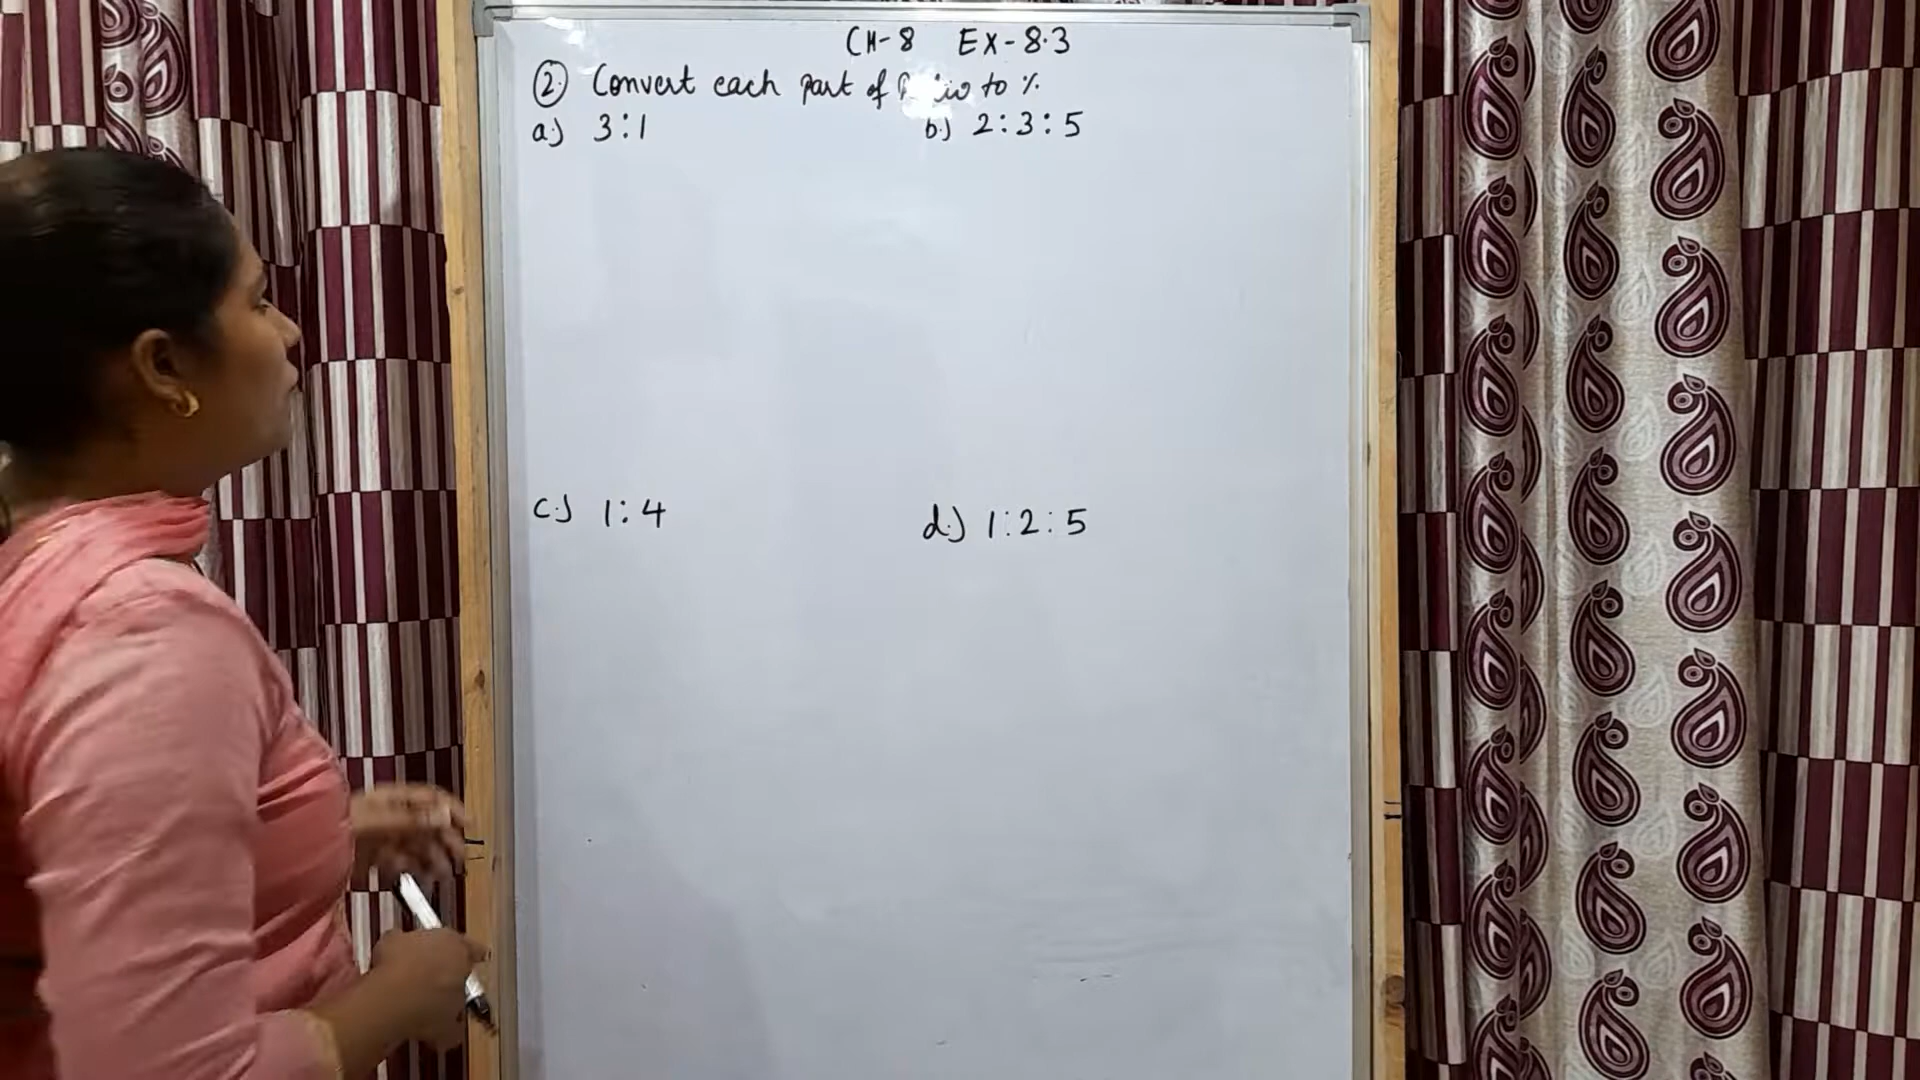 CH-8 EX-8.3
2. Convert each part of to %.
a.) 3:1 b.) 2:3:5
c.) 1:4 d.) 1:2:5